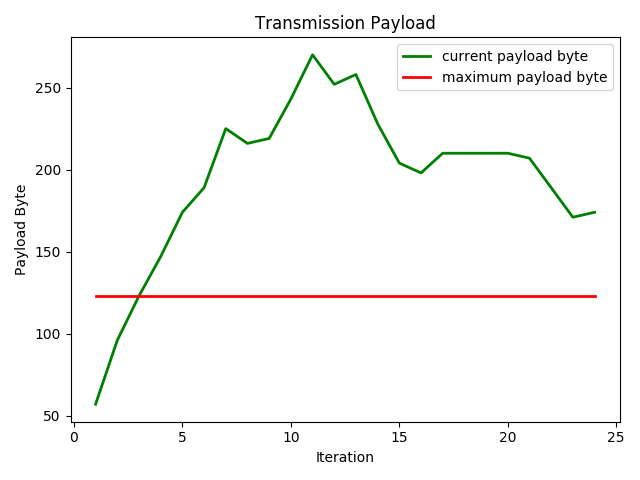 Transmission Payload
current payload byte
maximum payload byte
Payload Byte
250
200
150
100
50
0
5
10
15
20
25
Iteration